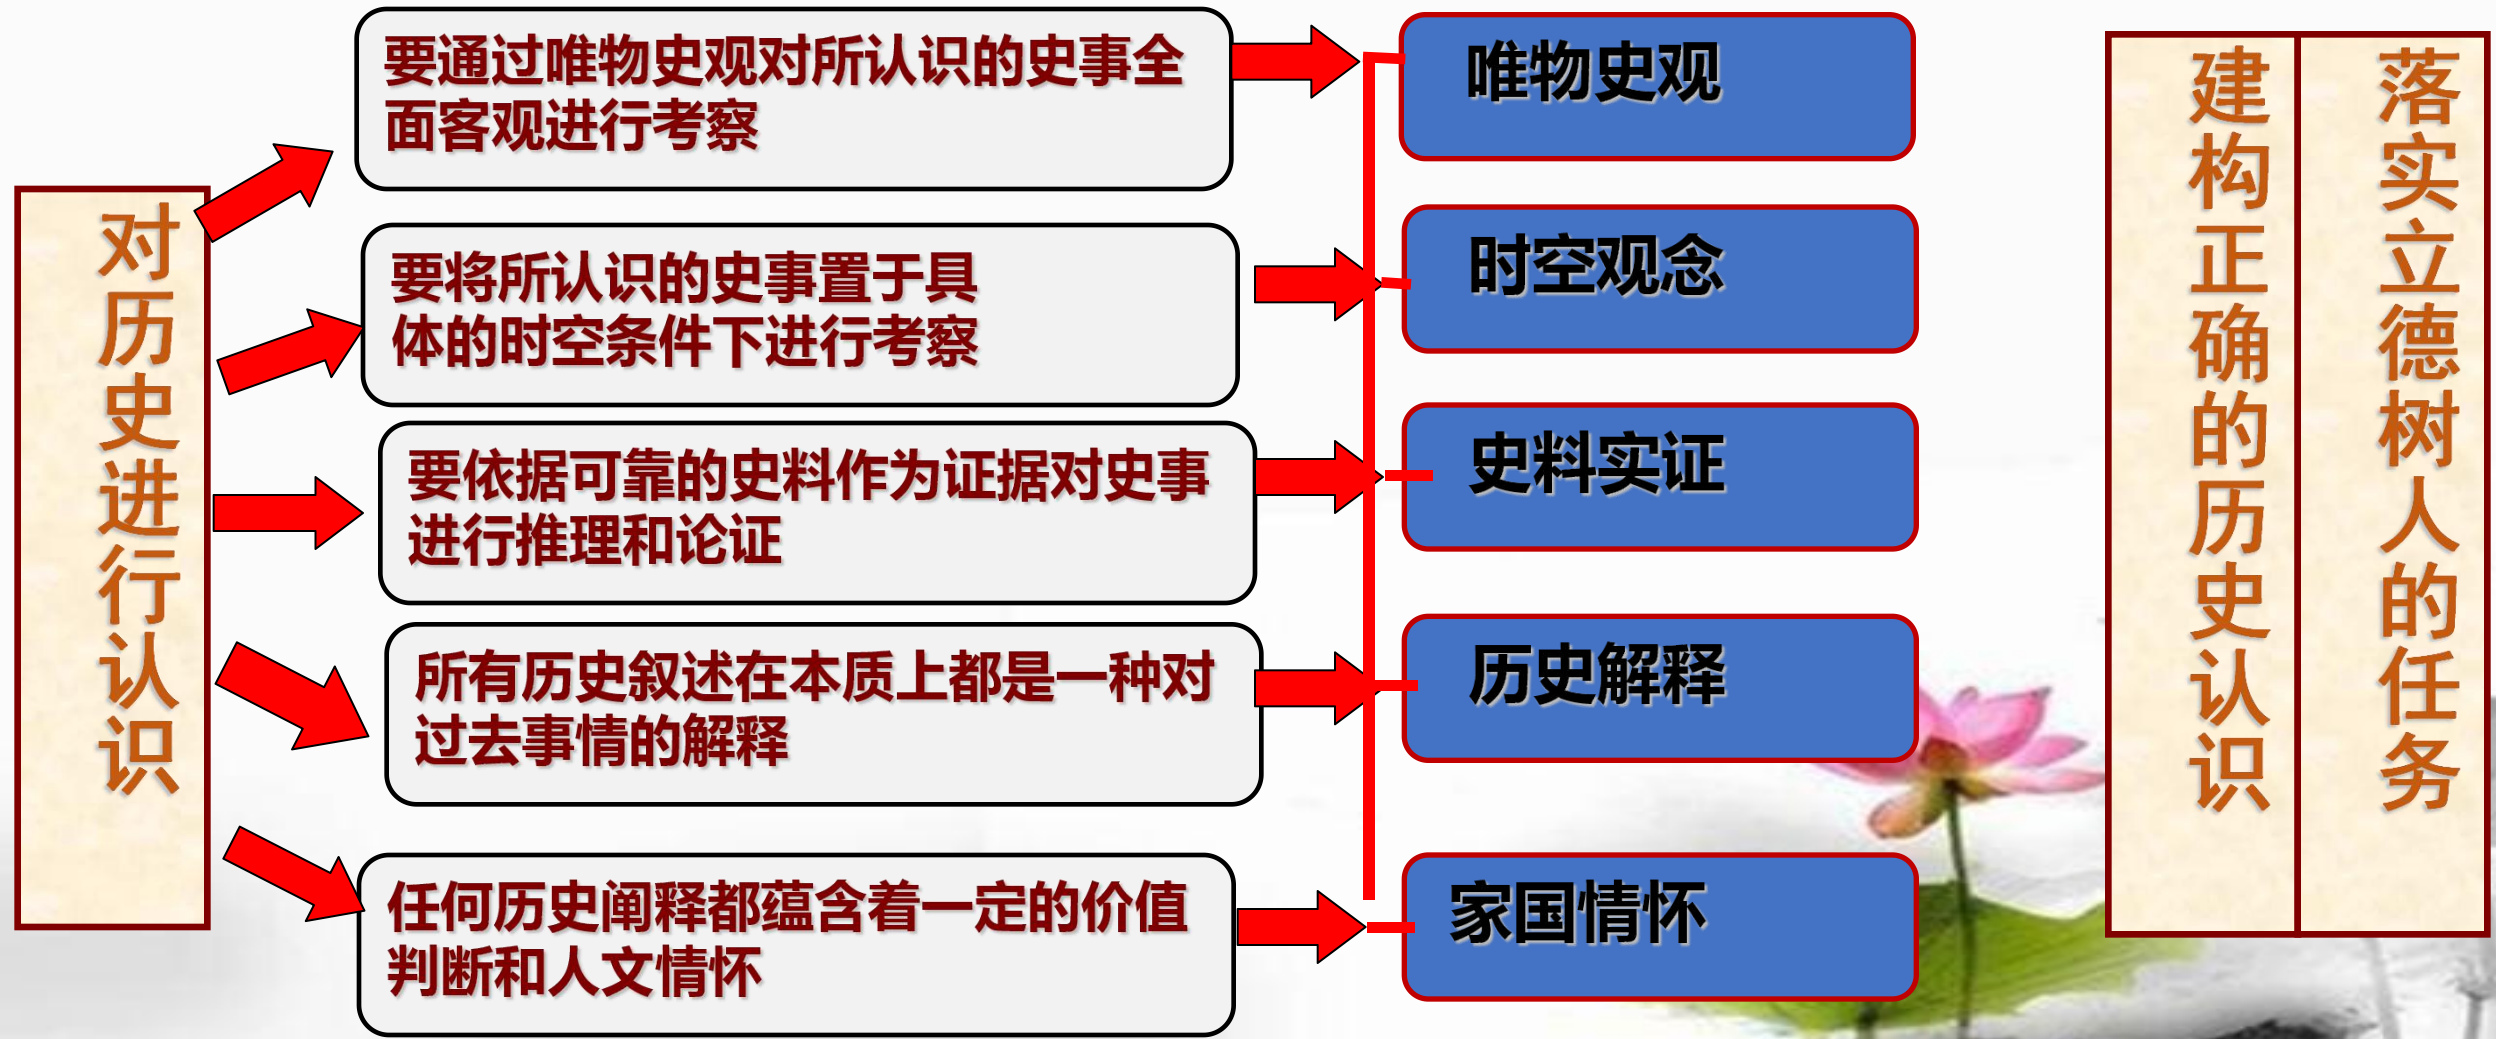 对历史进行认识
要通过唯物史观对所认识的史事全
面客观进行考察
唯物史观
要将所认识的史事置于具
体的时空条件下进行考察
时空观念
要依据可靠的史料作为证据对史事
进行推理和论证
史料实证
所有历史叙述在本质上都是一种对
过去事情的解释
历史解释
任何历史阐释都蕴含着一定的价值
判断和人文情怀
家国情怀
建构正确的历史认识
落实立德树人的任务